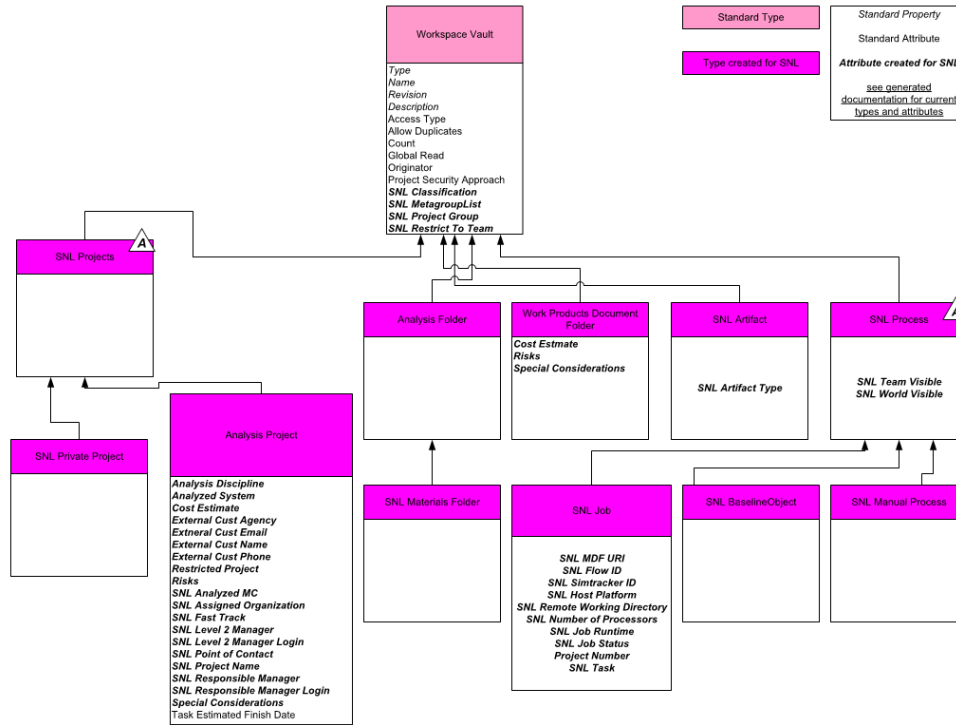 Workspace Vault
Type
Name
Revision
Description
Access Type
Allow Duplicates
Count
Global Read
Originator
Project Security Approach
SNL Classification
SNL MetagroupList
SNL Project Group
SNL Restrict To Team
Standard Type
Type created for SNL
Standard Property
Standard Attribute
Attribute created for SNL
see generated
documentation for current
types and attributes
A
SNL Projects
Analysis Folder
Work Products Document
Folder
Cost Estmate
Risks
Special Considerations
SNL Artifact
SNL Artifact Type
A
SNL Process
SNL Team Visible
SNL World Visible
SNL Private Project
Analysis Project
Analysis Discipline
Analyzed System
Cost Estimate
External Cust Agency
Extneral Cust Email
External Cust Name
External Cust Phone
Restricted Project
Risks
SNL Analyzed MC
SNL Assigned Organization
SNL Fast Track
SNL Level 2 Manager
SNL Level 2 Manager Login
SNL Point of Contact
SNL Project Name
SNL Responsible Manager
SNL Responsible Manager Login
Special Considerations
Task Estimated Finish Date
SNL Materials Folder
SNL Job
SNL MDF URI
SNL Flow ID
SNL Simtracker ID
SNL Host Platform
SNL Remote Working Directory
SNL Number of Processors
SNL Job Runtime
SNL Job Status
Project Number
SNL Task
SNL BaselineObject
SNL Manual Process